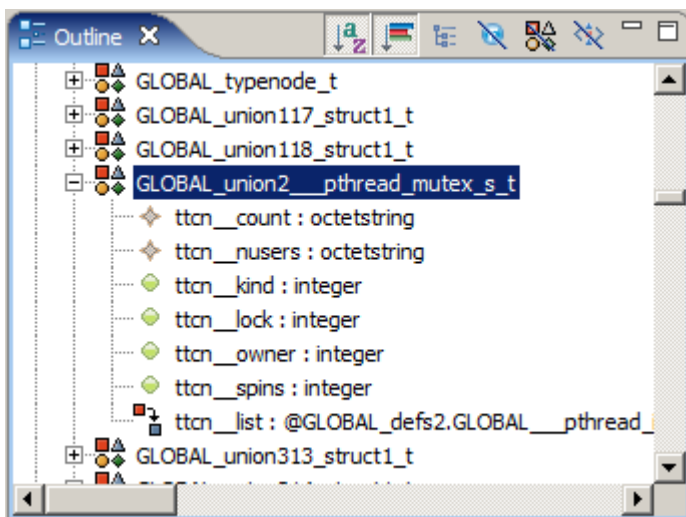 Outline
GLOBAL_typenode_t
GLOBAL_union117_struct1_t
GLOBAL_union118_struct1_t
GLOBAL_union2___pthread_mutex_s_t
ttcn__count : octetstring
ttcn__nusers : octetstring
ttcn__kind : integer
ttcn__lock : integer
ttcn__owner : integer
ttcn__spins : integer
ttcn__list : @GLOBAL_defs2.GLOBAL___pthread_
GLOBAL_union313_struct1_t